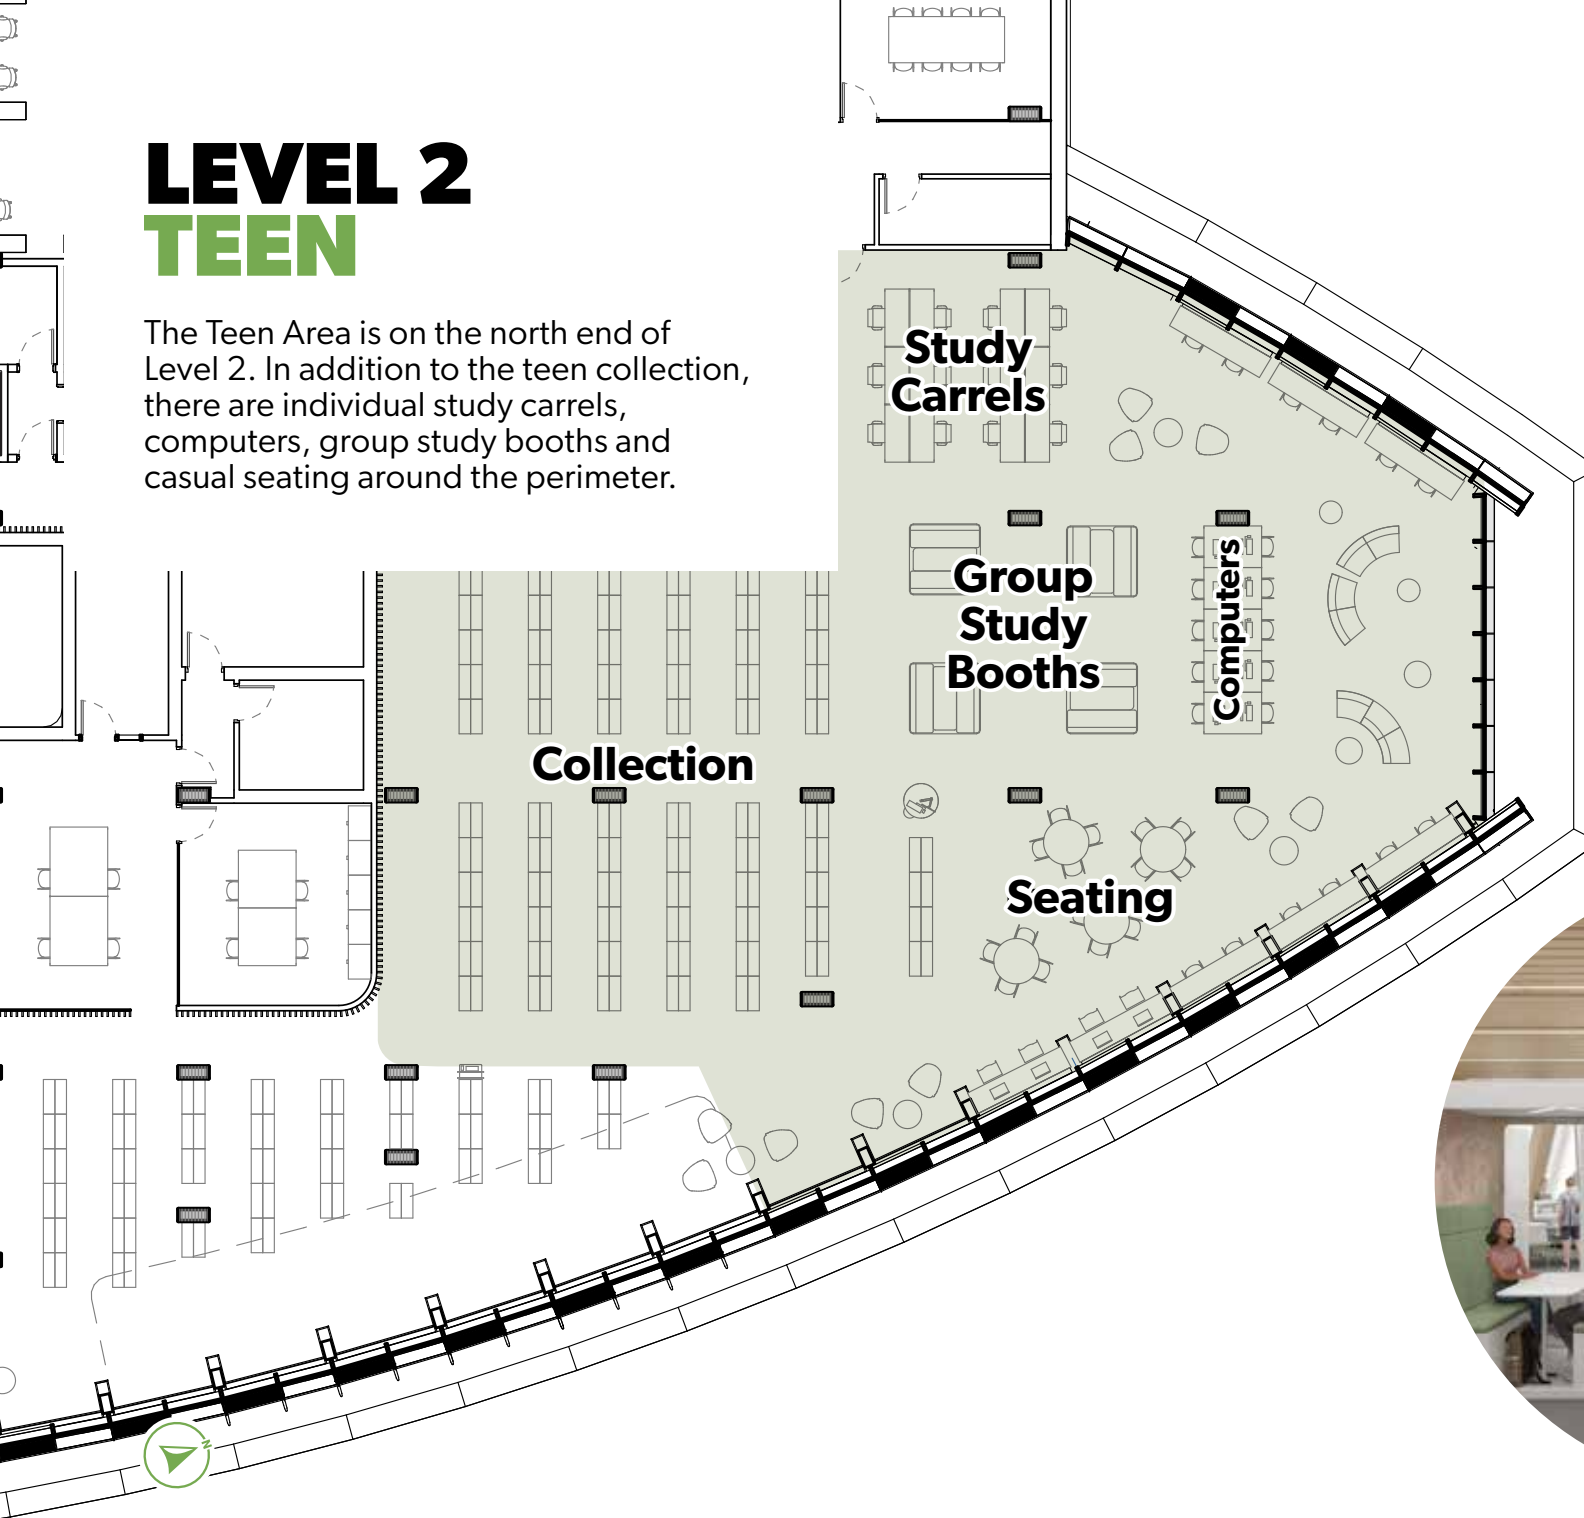 LEVEL 2
TEEN
The Teen Area is on the north end of
Level 2. In addition to the teen collection,
there are individual study carrels,
computers, group study booths and
casual seating around the perimeter.
Study
Carrels
Group
Study
Booths
Computers
Collection
Seating
N